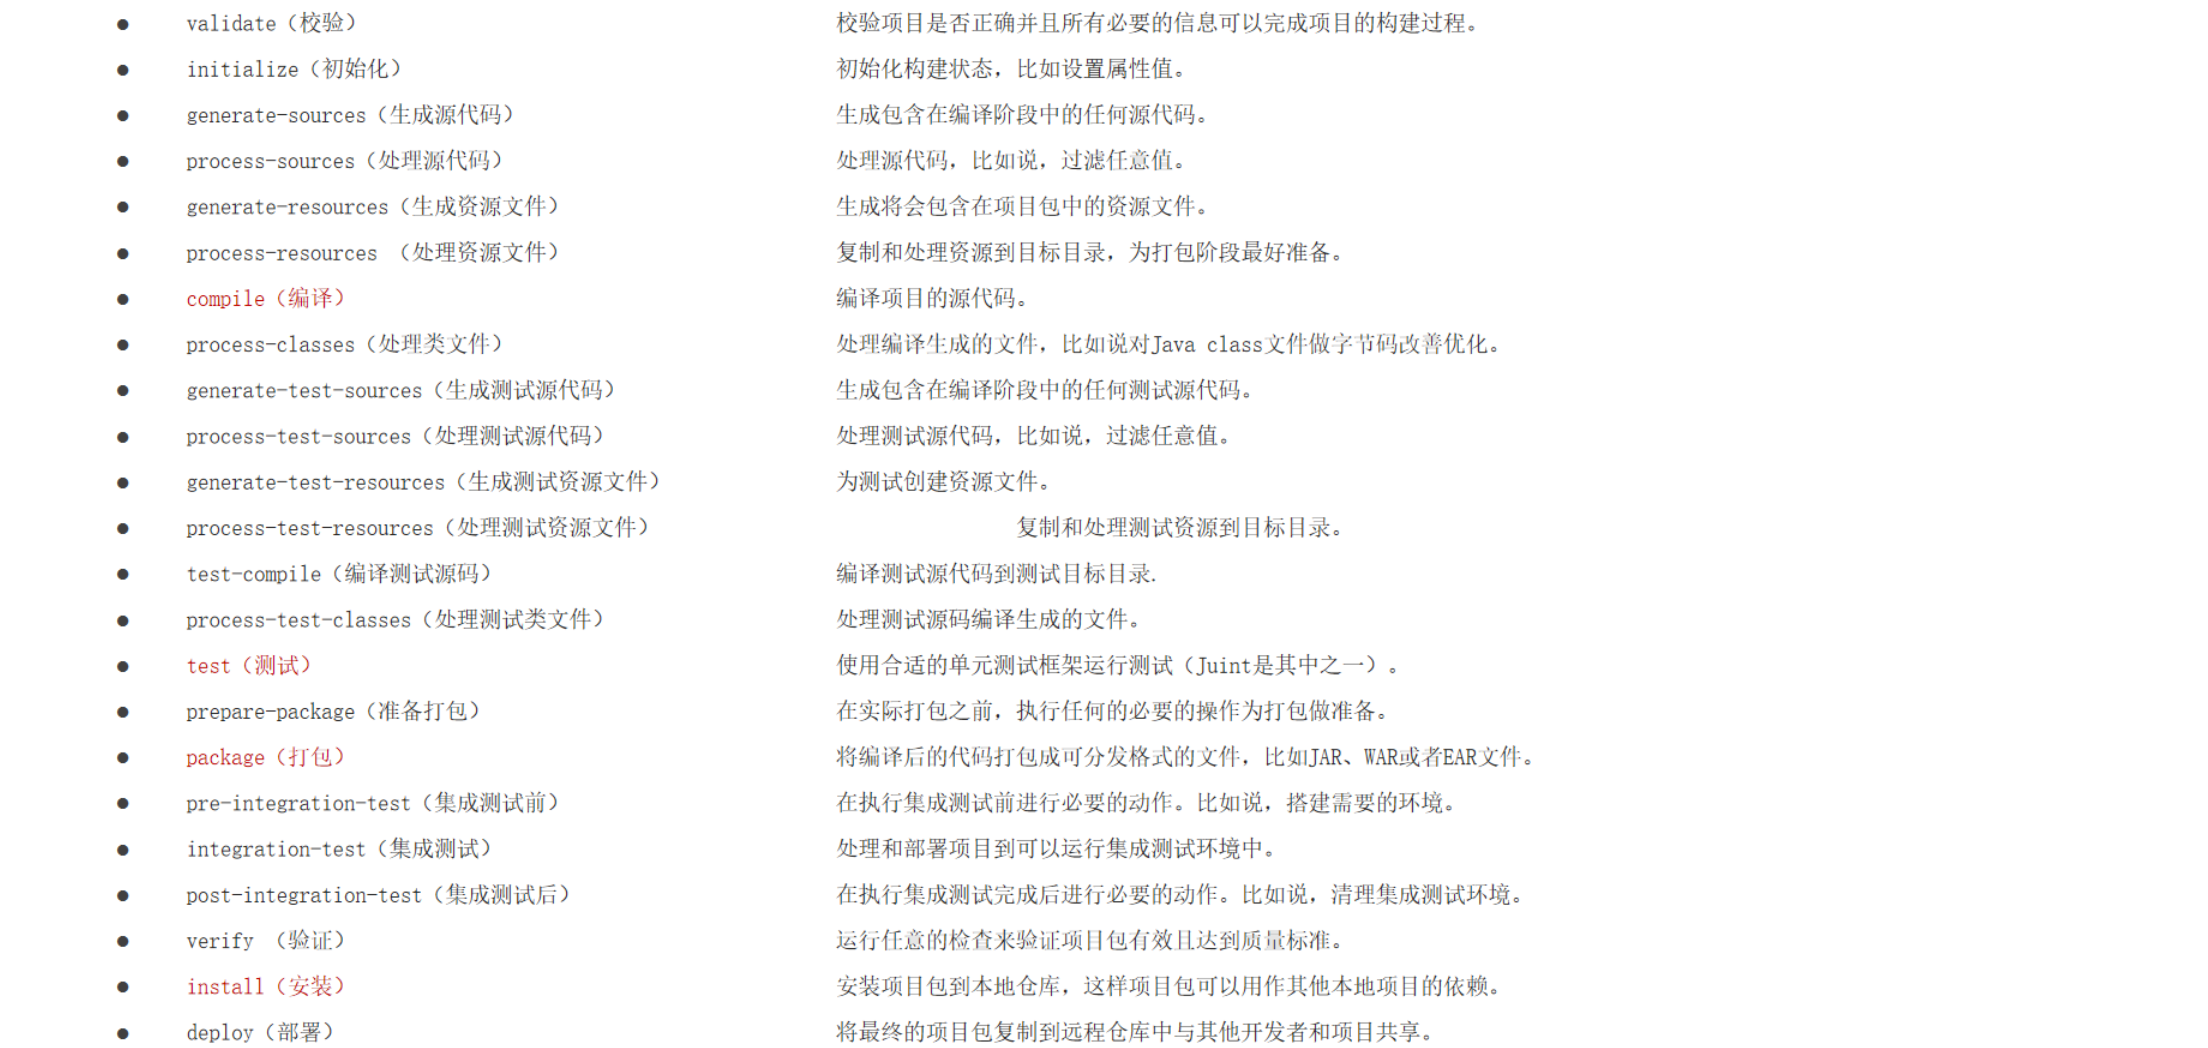 ● validate（校验） 校验项目是否正确并且所有必要的信息可以完成项目的构建过程。
● initialize（初始化） 初始化构建状态，比如设置属性值。
● generate-sources（生成源代码） 生成包含在编译阶段中的任何源代码。
● process-sources（处理源代码） 处理源代码，比如说，过滤任意值。
● generate-resources（生成资源文件） 生成将会包含在项目包中的资源文件。
● process-resources （处理资源文件） 复制和处理资源到目标目录，为打包阶段最好准备。
● compile（编译） 编译项目的源代码。
● process-classes（处理类文件） 处理编译生成的文件，比如说对Java class文件做字节码改善优化。
● generate-test-sources（生成测试源代码） 生成包含在编译阶段中的任何测试源代码。
● process-test-sources（处理测试源代码） 处理测试源代码，比如说，过滤任意值。
● generate-test-resources（生成测试资源文件） 为测试创建资源文件。
● process-test-resources（处理测试资源文件） 复制和处理测试资源到目标目录。
● test-compile（编译测试源码） 编译测试源代码到测试目标目录.
● process-test-classes（处理测试类文件） 处理测试源码编译生成的文件。
● test（测试） 使用合适的单元测试框架运行测试（Juint是其中之一）。
● prepare-package（准备打包） 在实际打包之前，执行任何的必要的操作为打包做准备。
● package（打包） 将编译后的代码打包成可分发格式的文件，比如JAR、WAR或者EAR文件。
● pre-integration-test（集成测试前） 在执行集成测试前进行必要的动作。比如说，搭建需要的环境。
● integration-test（集成测试） 处理和部署项目到可以运行集成测试环境中。
● post-integration-test（集成测试后） 在执行集成测试完成后进行必要的动作。比如说，清理集成测试环境。
● verify （验证） 运行任意的检查来验证项目包有效且达到质量标准。
● install（安装） 安装项目包到本地仓库，这样项目包可以用作其他本地项目的依赖。
● deploy（部署） 将最终的项目包复制到远程仓库中与其他开发者和项目共享。